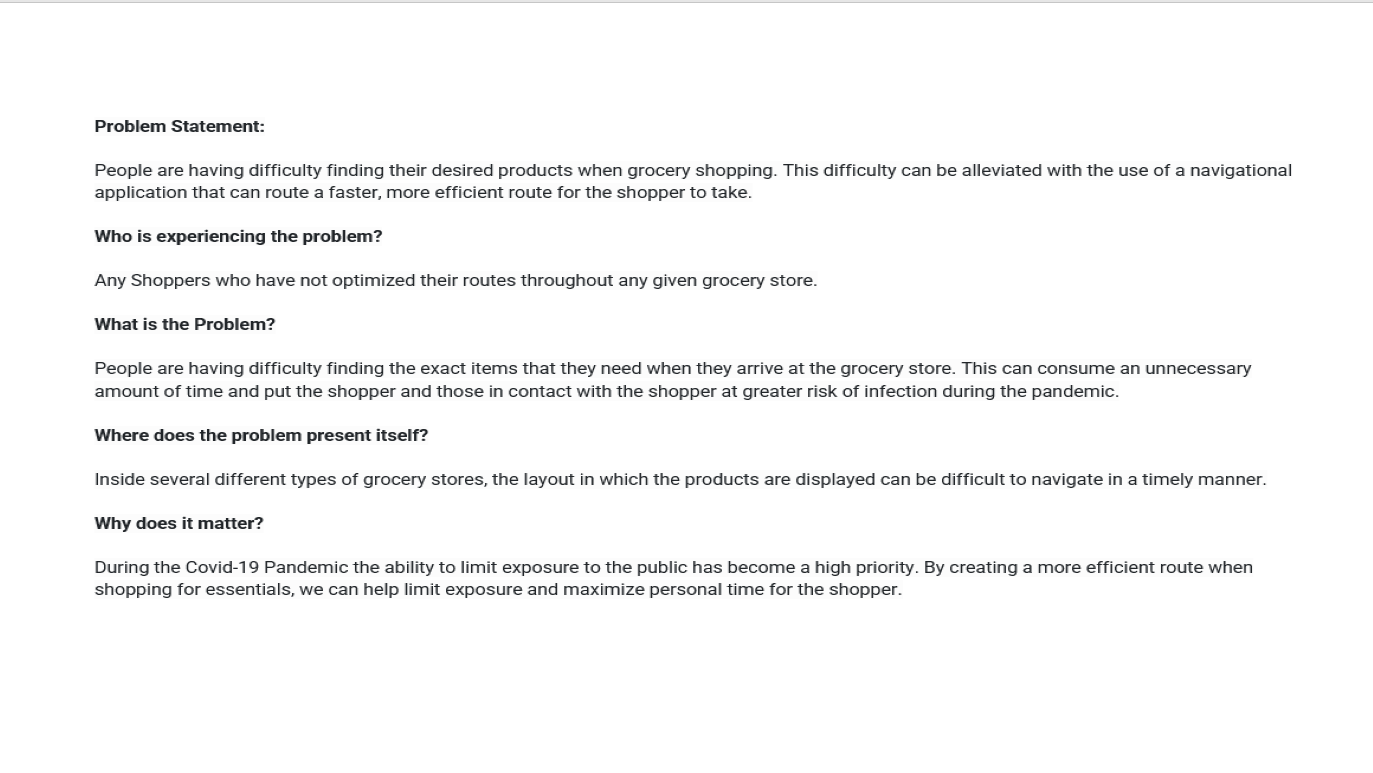 Problem Statement:
People are having difficulty finding their desired products when grocery shopping. This difficulty can be alleviated with the use of a navigational
application that can route a faster, more efficient route for the shopper to take.
Who is experiencing the problem?
Any Shoppers who have not optimized their routes throughout any given grocery store.
What is the Problem?
People are having difficulty finding the exact items that they need when they arrive at the grocery store. This can consume an unnecessary
amount of time and put the shopper and those in contact with the shopper at greater risk of infection during the pandemic.
Where does the problem present itself?
Inside several different types of grocery stores, the layout in which the products are displayed can be difficult to navigate in a timely manner.
Why does it matter?
During the Covid-19 Pandemic the ability to limit exposure to the public has become a high priority. By creating a more efficient route when
shopping for essentials, we can help limit exposure and maximize personal time for the shopper.